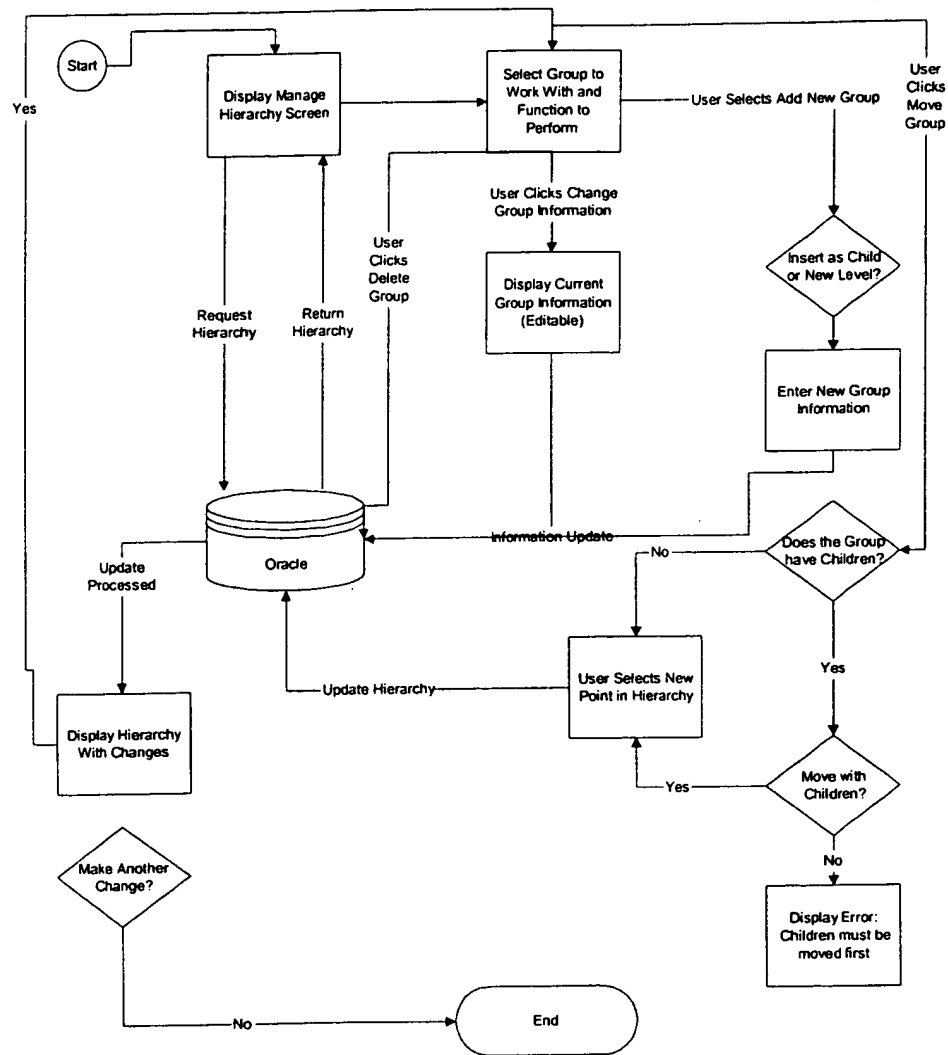 Start
Display Manage
Hierarchy Screen
Select Group to
Work With and
Function to
Perform
User Selects Add New Group
User
Clicks
Move
Group
Yes
User Clicks Change
Group Information
User
Clicks
Delete
Group
Insert as Child
or New Level?
Display Current
Group Information
(Editable)
Request
Hierarchy
Return
Hierarchy
Enter New Group
Information
Information Update
Oracle
Does the Group
have Children?
No
Update
Processed
Yes
User Selects New
Point in Hierarchy
Update Hierarchy
Display Hierarchy
With Changes
Move with
Children?
Yes
No
Make Another
Change?
Display Error:
Children must be
moved first
No
End